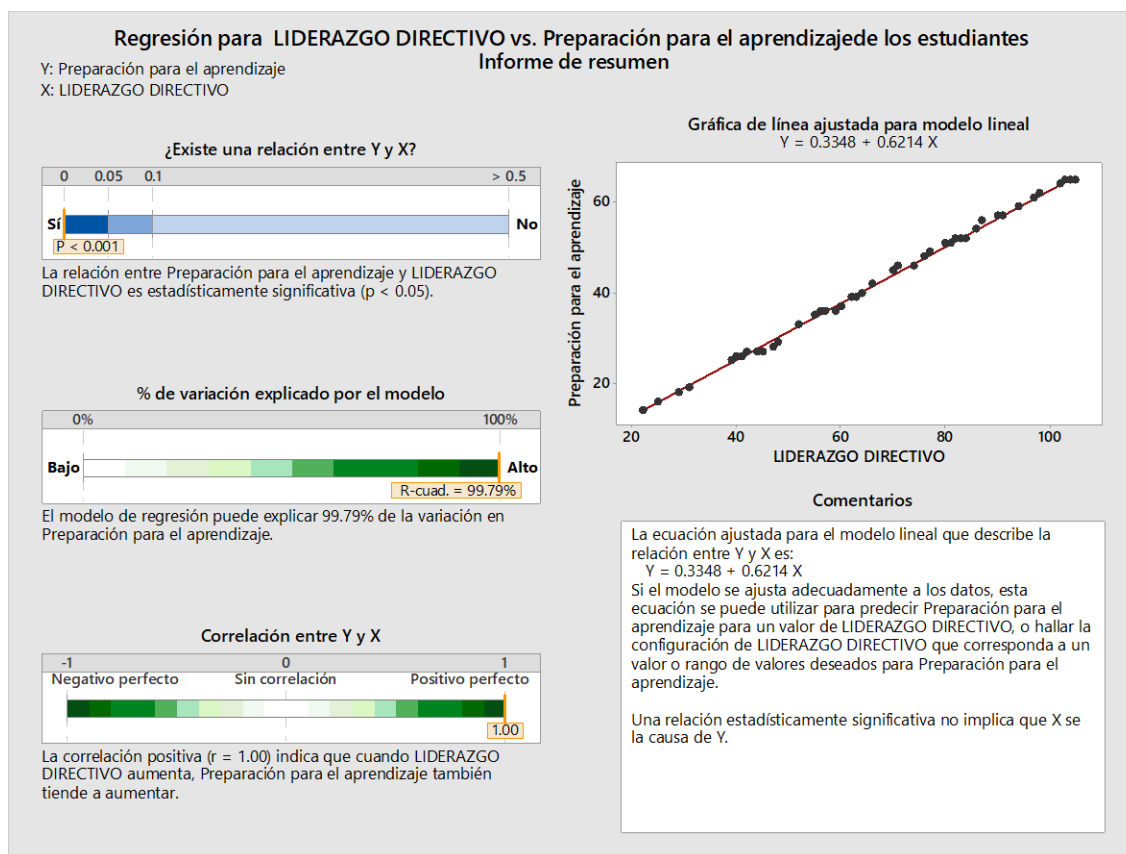 Regresión para  LIDERAZGO DIRECTIVO vs. Preparación para el aprendizajede los estudiantes
Informe de resumen
Y: Preparación para el aprendizaje
X: LIDERAZGO DIRECTIVO
¿Existe una relación entre Y y X?
0 0.05 0.1 > 0.5
Sí No
P < 0.001
La relación entre Preparación para el aprendizaje y LIDERAZGO
DIRECTIVO es estadísticamente significativa (p < 0.05).
% de variación explicado por el modelo
0% 100%
Bajo Alto
R-cuad. = 99.79%
El modelo de regresión puede explicar 99.79% de la variación en
Preparación para el aprendizaje.
Correlación entre Y y X
-1 0 1
Negativo perfecto Sin correlación Positivo perfecto
1.00
La correlación positiva (r = 1.00) indica que cuando LIDERAZGO
DIRECTIVO aumenta, Preparación para el aprendizaje también
tiende a aumentar.
Gráfica de línea ajustada para modelo lineal
Y = 0.3348 + 0.6214 X
Preparación para el aprendizaje
60
40
20
20 40 60 80 100
LIDERAZGO DIRECTIVO
Comentarios
La ecuación ajustada para el modelo lineal que describe la
relación entre Y y X es:
Y = 0.3348 + 0.6214 X
Si el modelo se ajusta adecuadamente a los datos, esta
ecuación se puede utilizar para predecir Preparación para el
aprendizaje para un valor de LIDERAZGO DIRECTIVO, o hallar la
configuración de LIDERAZGO DIRECTIVO que corresponda a un
valor o rango de valores deseados para Preparación para el
aprendizaje.
Una relación estadísticamente significativa no implica que X se
la causa de Y.